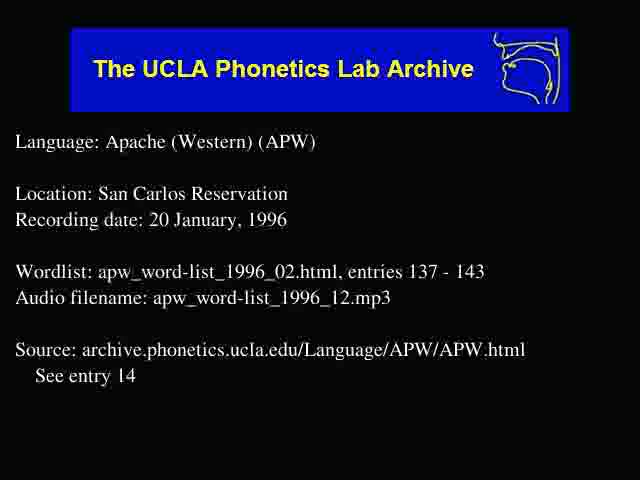 The UCLA Phonetics Lab Archive
Language: Apache (Western) (APW)
Location: San Carlos Reservation
Recording date: 20 January, 1996
Wordlist: apw_word-list_1996_02.html, entries 137 - 143
Audio filename: apw_word-list_1996_12.mp3
Source: archive.phonetics.ucla.edu/Language/APW/APW.html
See entry 14